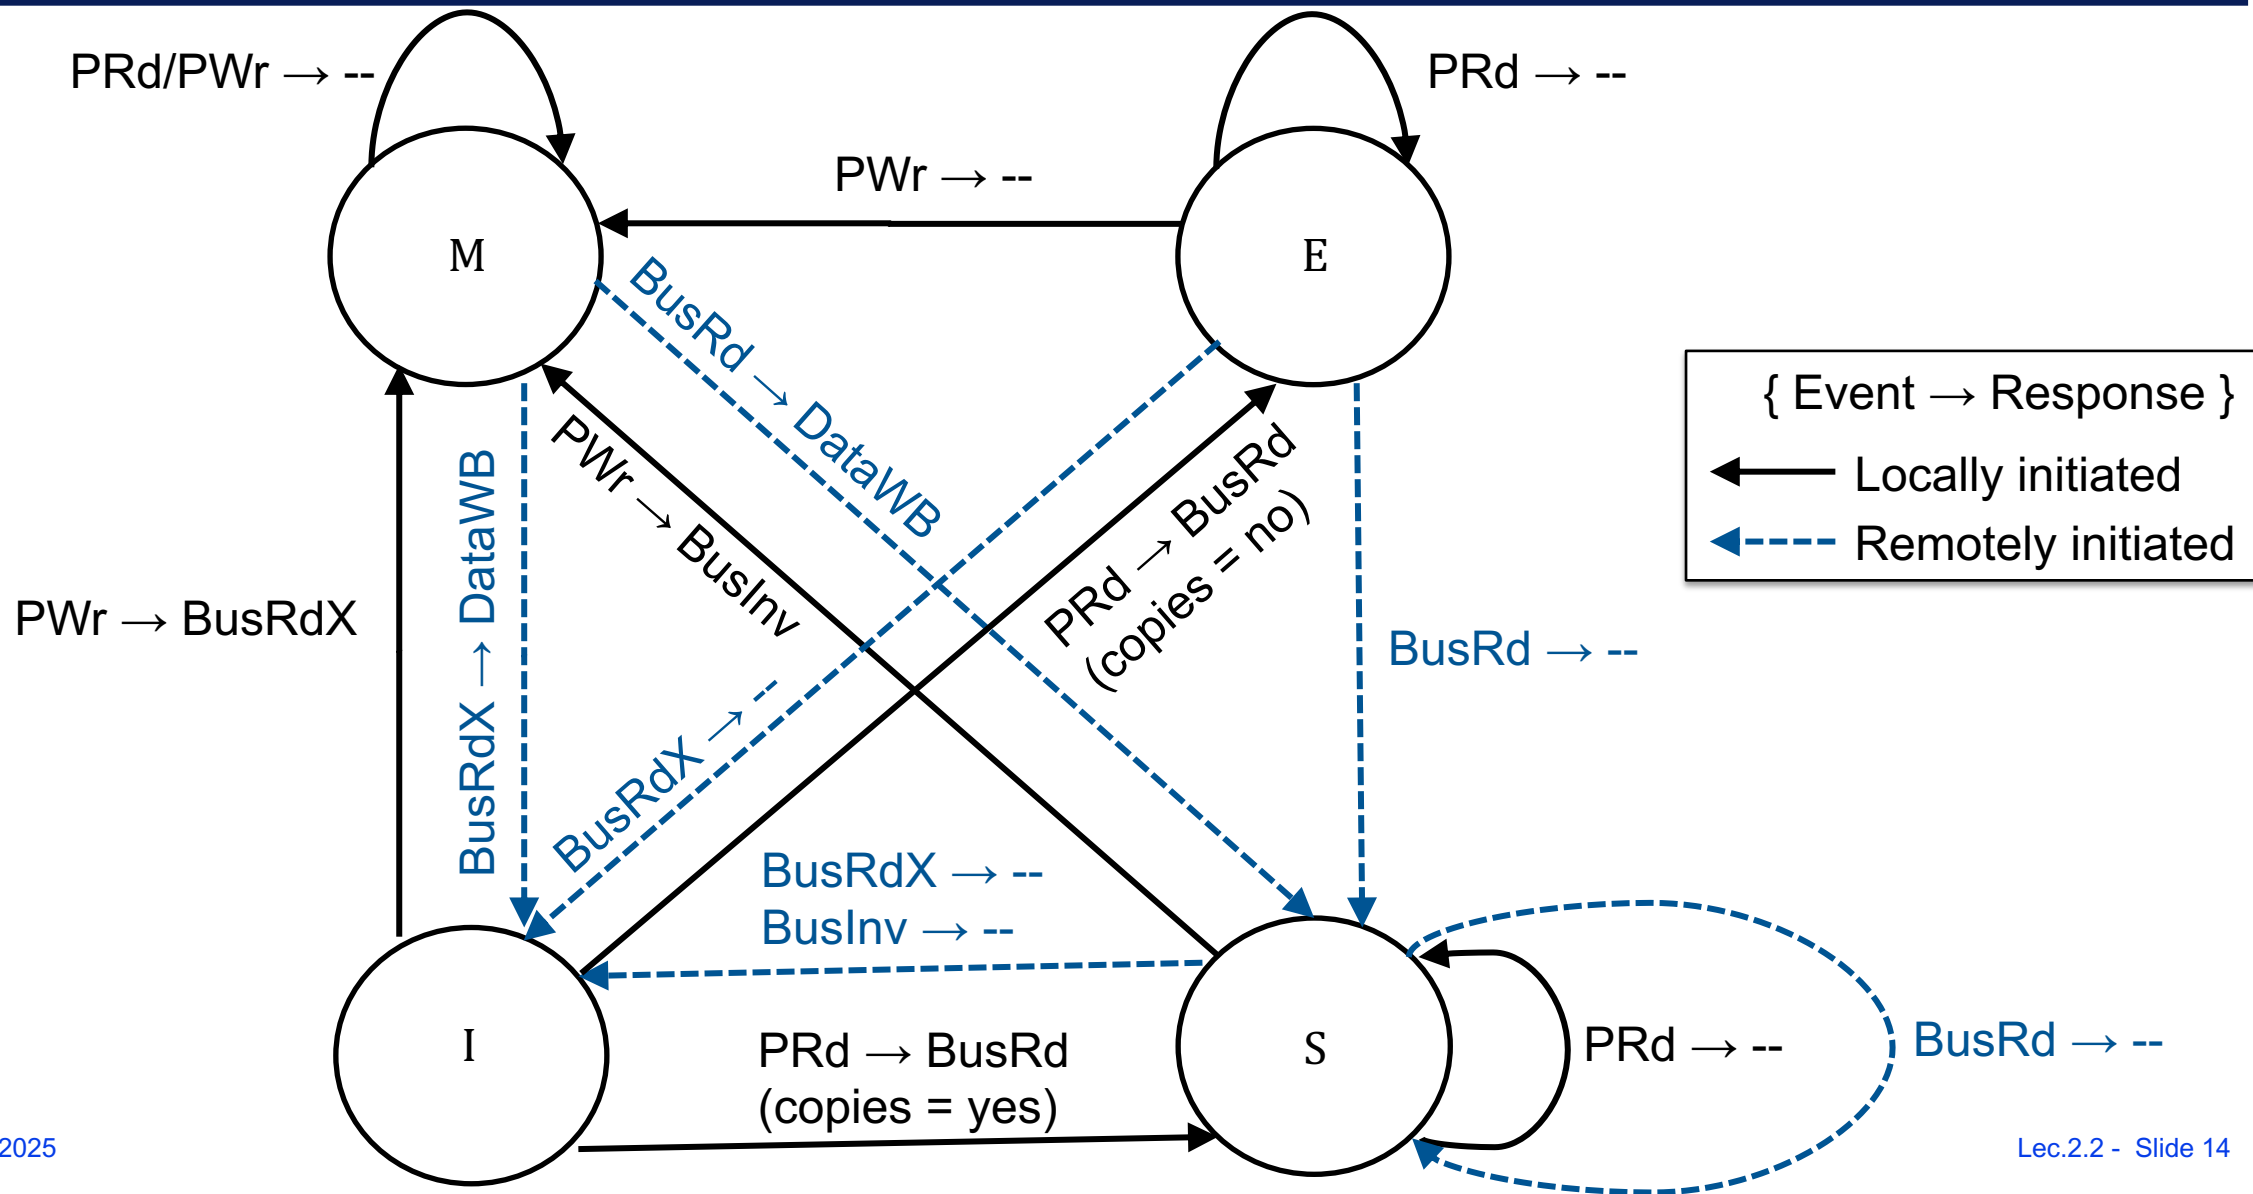 PRd/PWr → --
PRd → --
PWr → --
M
E
BusRd → DataWB
{ Event → Response }
Locally initiated
Remotely initiated
PWr → BusInv
PRd → BusRd
(copies = no)
BusRdX → DataWB
PWr → BusRdX
BusRd → --
BusRdX → --
BusRdX → --
BusInv → --
I
PRd → BusRd
(copies = yes)
S
PRd → --
BusRd → --
2025
Lec.2.2 - Slide 14